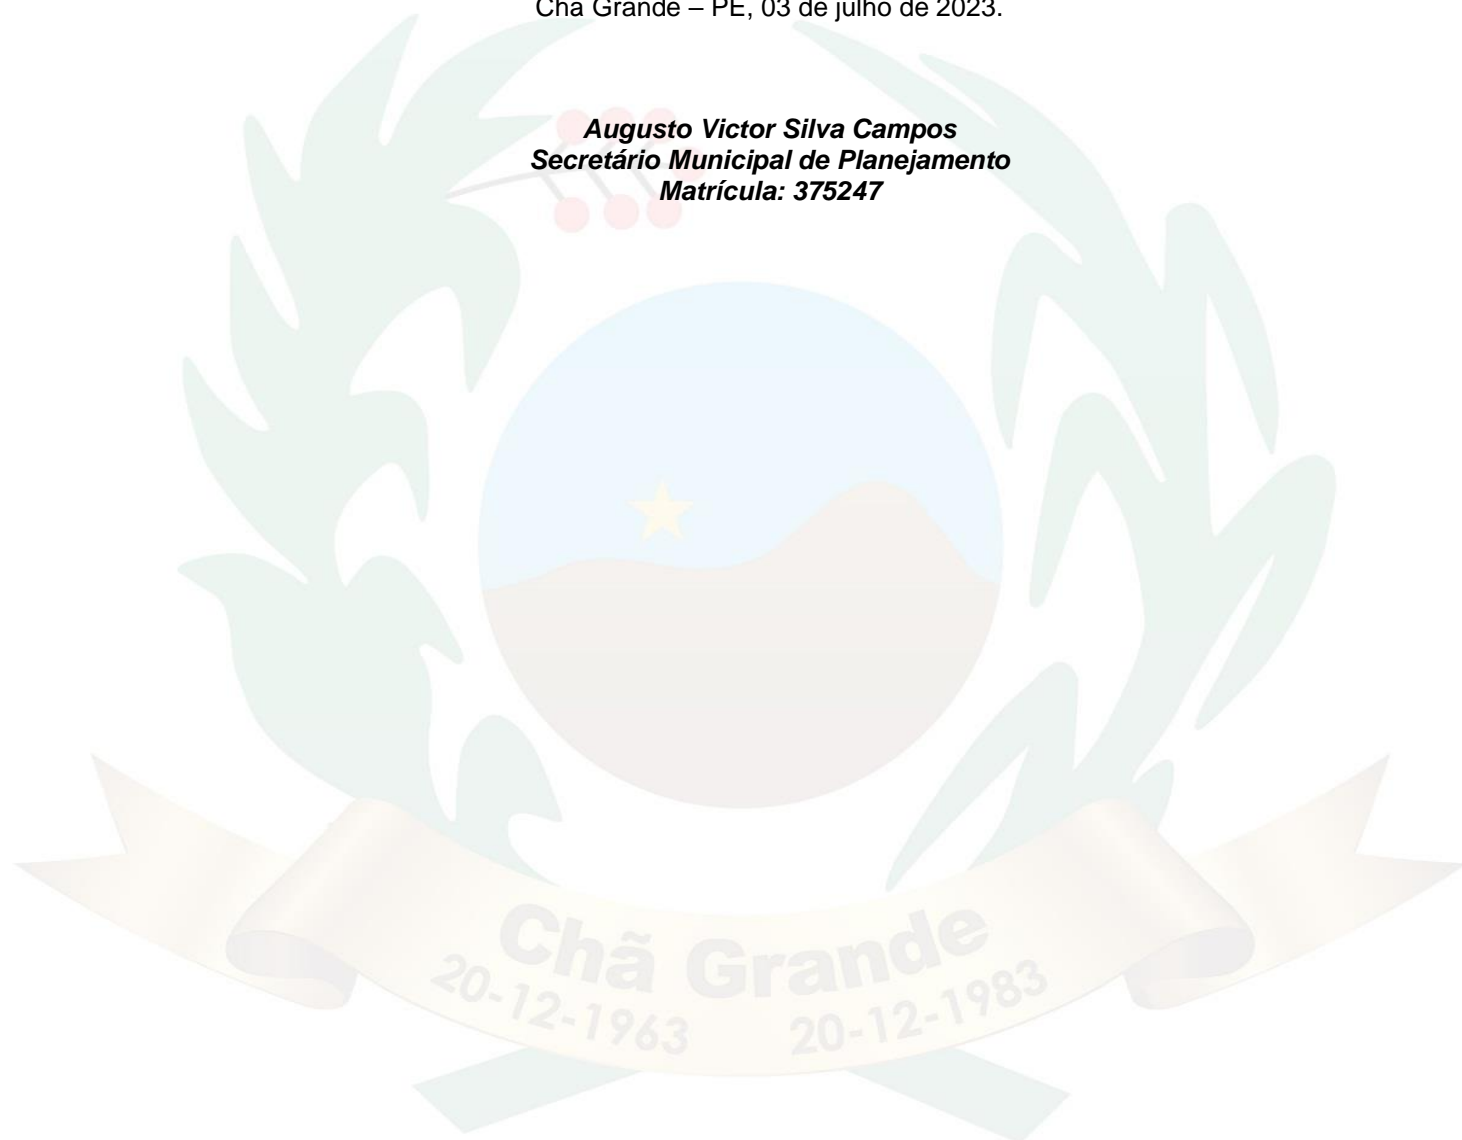 Chã Grande – PE, 03 de julho de 2023.
Augusto Victor Silva Campos
Secretário Municipal de Planejamento
Matrícula: 375247
Chã Grande
20-12-1963 20-12-1983